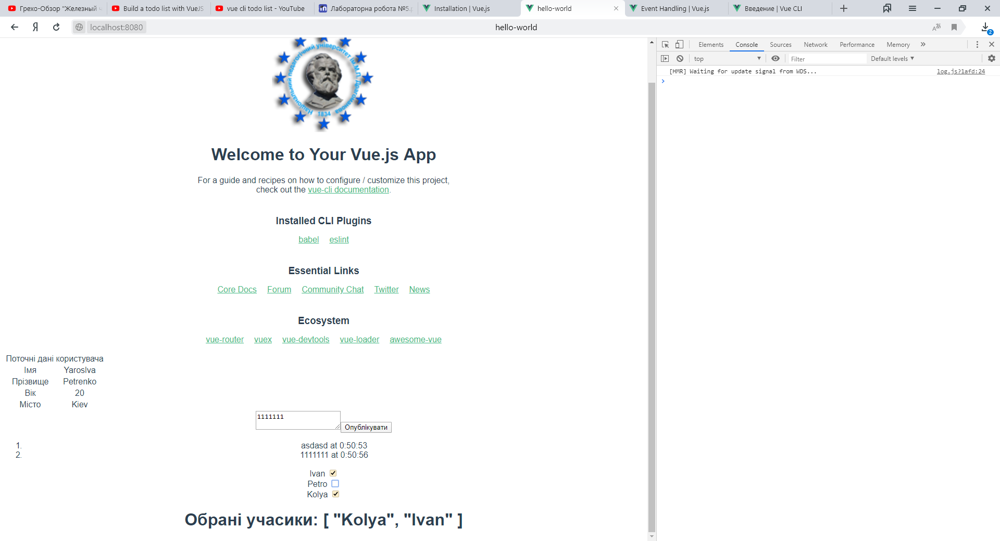 Грехо-Обзор "Железный ч
Build a todo list with VueJS
vue cli todo list - YouTube
Лабораторна робота №5.p
Installation | Vue.js
hello-world
Event Handling | Vue.js
Введение | Vue CLI
Я
localhost:8080
hello-world
2
Національний педагогічний університет ім.М.П. Драгоманова
1834
Welcome to Your Vue.js App
For a guide and recipes on how to configure / customize this project,
check out the vue-cli documentation.
Installed CLI Plugins
babel eslint
Essential Links
Core Docs Forum Community Chat Twitter News
Ecosystem
vue-router vuex vue-devtools vue-loader awesome-vue
Поточні дані користувача
Імя Yaroslva
Прізвище Petrenko
Вік 20
Місто Kiev
1111111
Опублікувати
1. asdasd at 0:50:53
2. 1111111 at 0:50:56
Ivan
Petro
Kolya
Обрані учасики: [ "Kolya", "Ivan" ]
Elements Console Sources Network Performance Memory »
top Filter Default levels
[HMR] Waiting for update signal from WDS... log.js?1afd:24
>